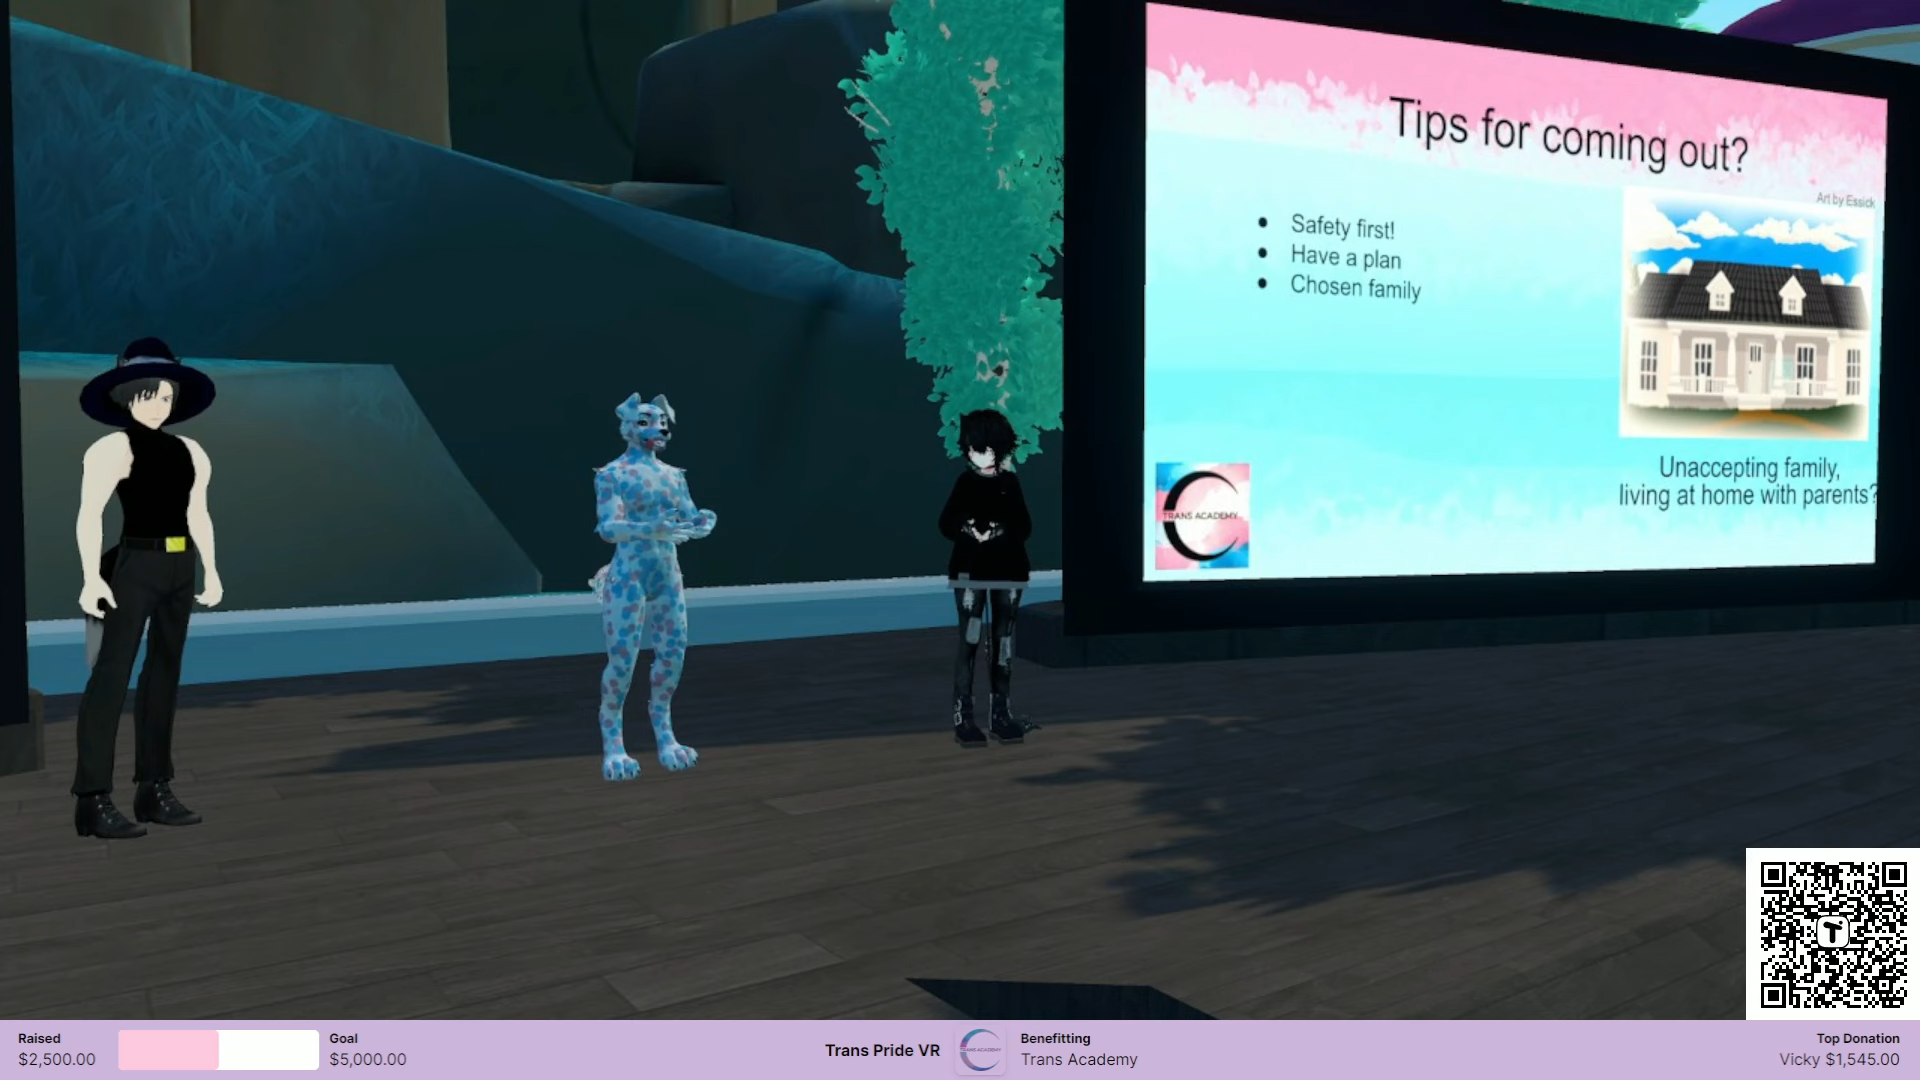 Tips for coming out?
Art by Essick
• Safety first!
• Have a plan
• Chosen family
Unaccepting family,
living at home with parents?
TRANS ACADEMY
T
Raised
$2,500.00
Goal
$5,000.00
Trans Pride VR
TRANS ACADEMY
Benefitting
Trans Academy
Top Donation
Vicky $1,545.00